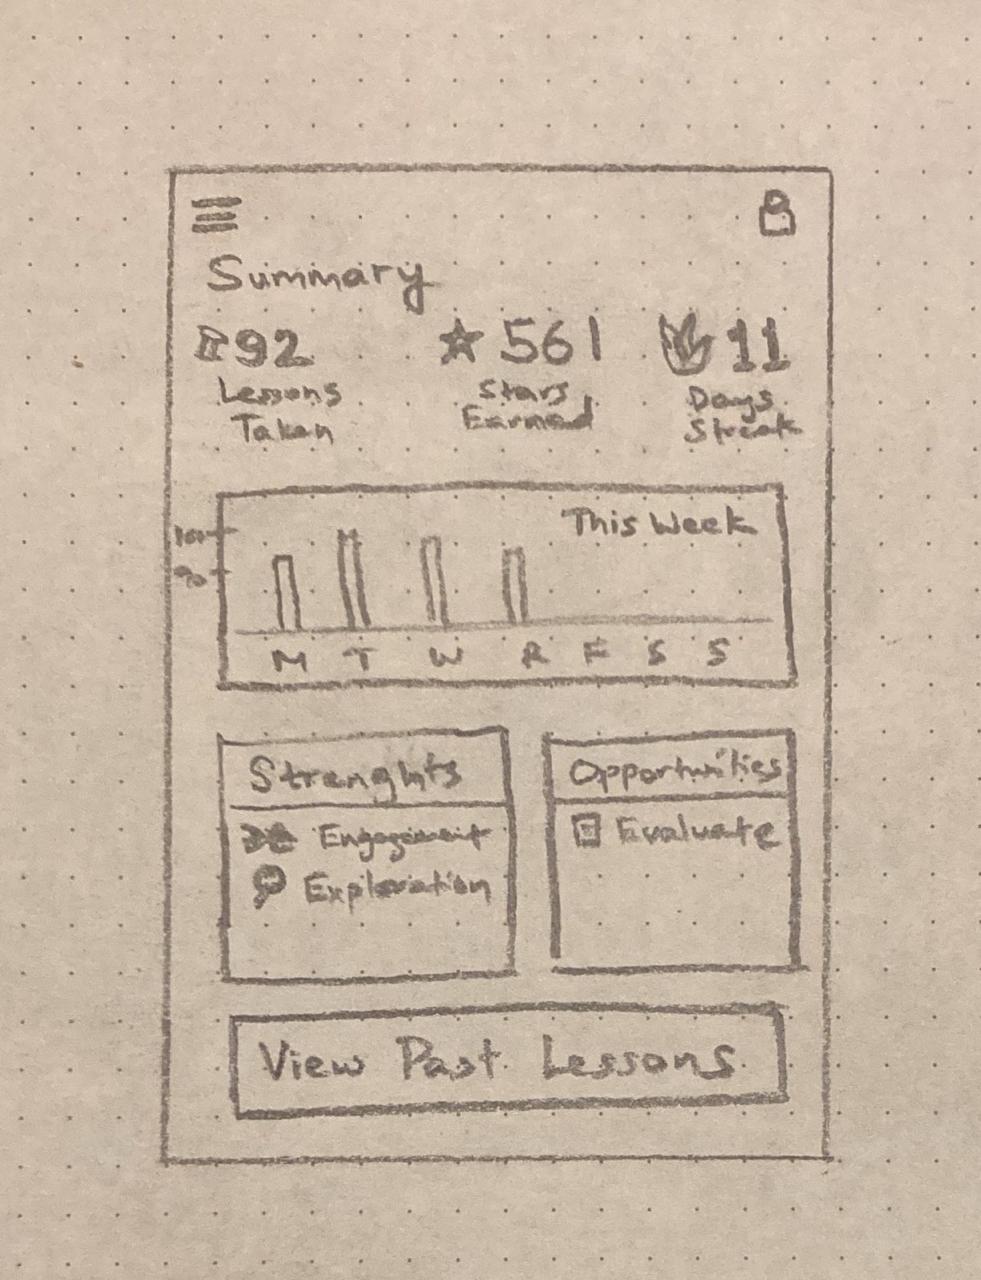 Summary
92
Lessons
Taken
561
Stars
Earned
11
Days
Streak
This Week
100
90
M T W R F S S
Strenghts
Engagement
Exploration
Opportunities
Evaluate
View Past Lessons